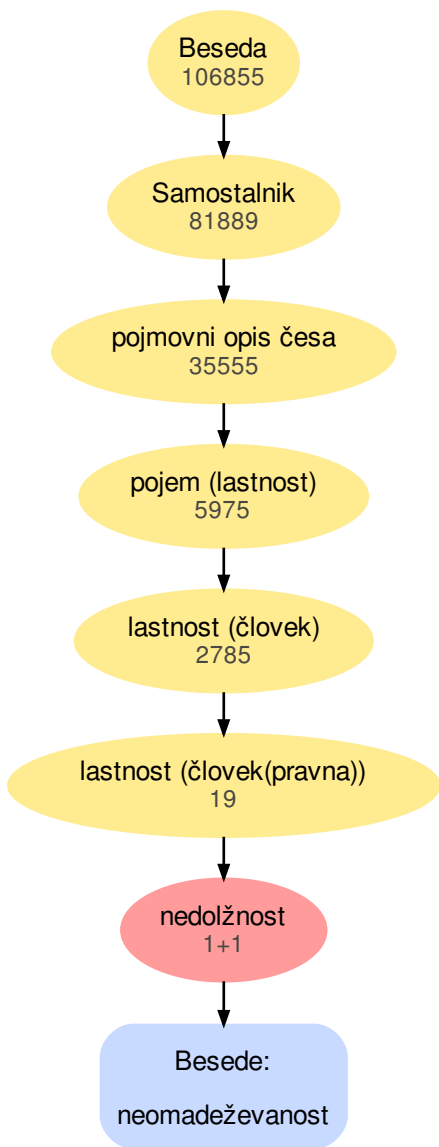 Beseda
106855
Samostalnik
81889
pojmovni opis česa
35555
pojem (lastnost)
5975
lastnost (človek)
2785
lastnost (človek(pravna))
19
nedolžnost
1+1
Besede:
neomadeževanost